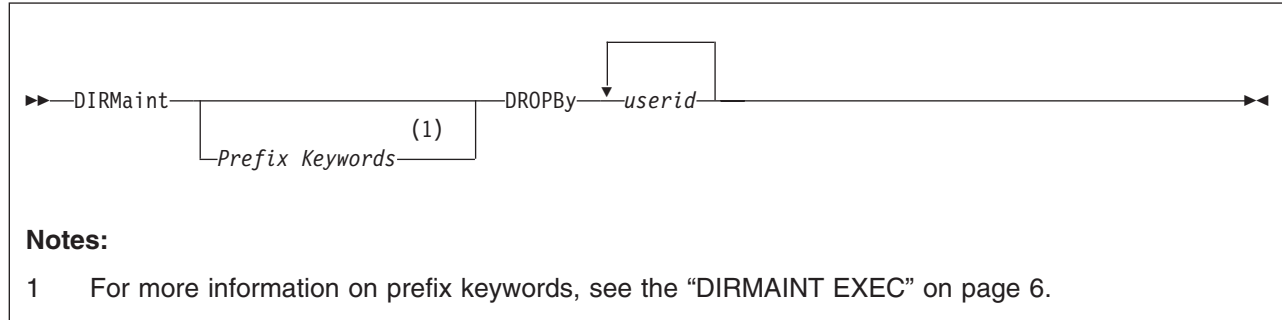 DIRMaint DROPBy userid
(1)
Prefix Keywords
Notes:
1 For more information on prefix keywords, see the “DIRMAINT EXEC” on page 6.